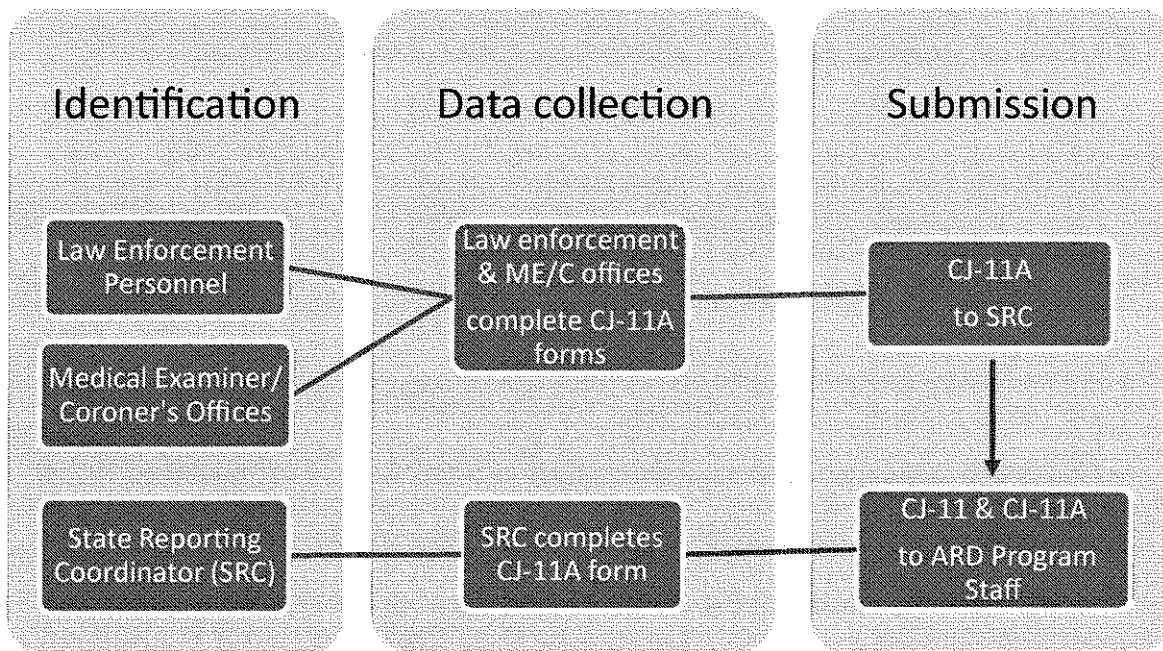 Identification
Law Enforcement
Personnel
Medical Examiner/
Coroner's Offices
State Reporting
Coordinator (SRC)
Data collection
Law enforcement
& ME/C offices
complete CJ-11A
forms
SRC completes
CJ-11A form
Submission
CJ-11A
to SRC
CJ-11 & CJ-11A
to ARD Program
Staff